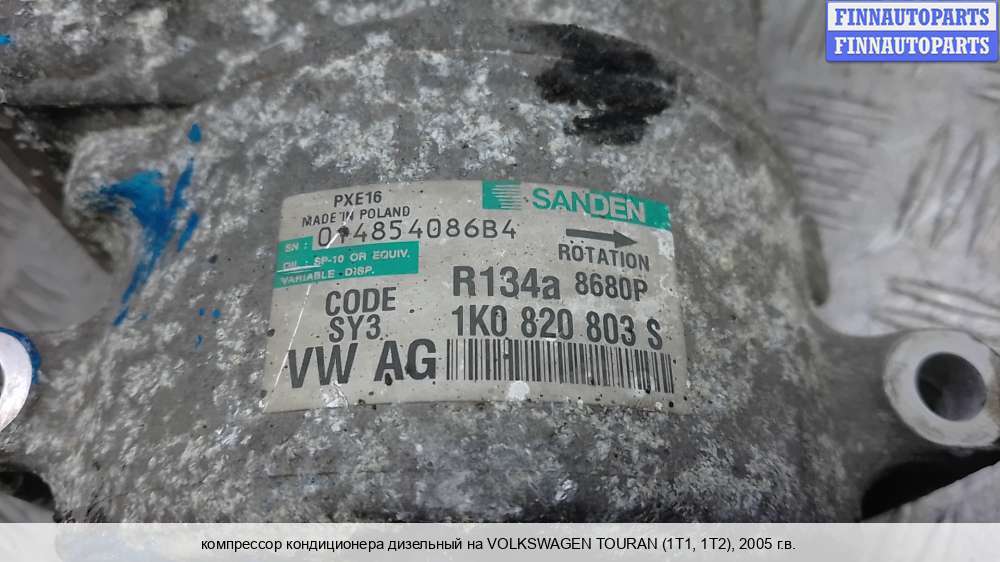 FINNAUTOPARTS
FINNAUTOPARTS
PXE16
MADE IN POLAND
SANDEN
SN : 014854086B4
OIL : SP-10 OR EQUIV.
VARIABLE DISP.
ROTATION
R134a 8680P
CODE
SY3
1K0 820 803 S
VW AG
компрессор кондиционера дизельный на VOLKSWAGEN TOURAN (1T1, 1T2), 2005 г.в.